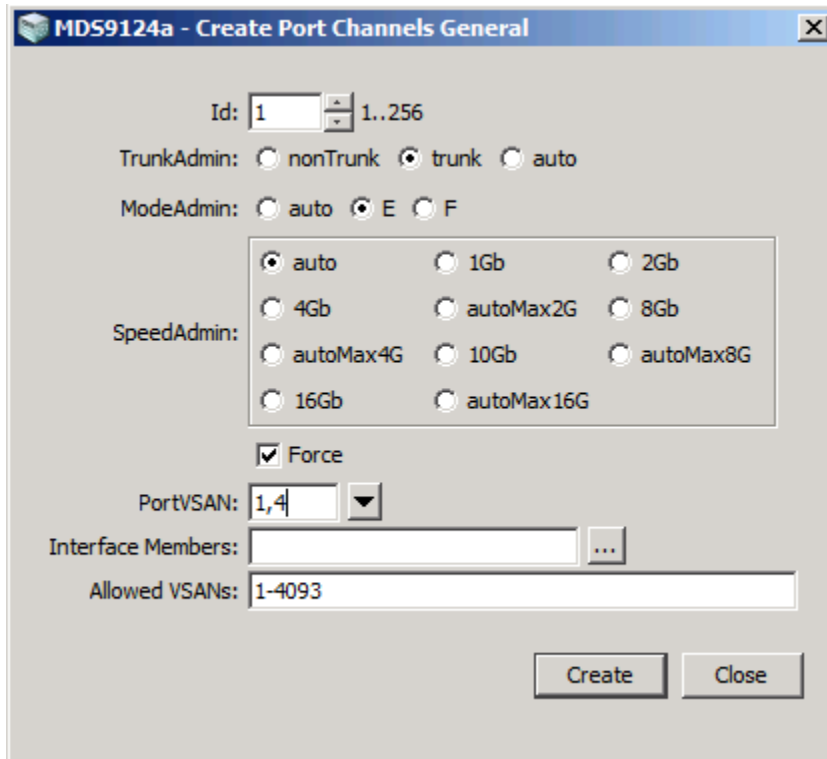 MDS9124a - Create Port Channels General
Id: 1 1..256
TrunkAdmin: nonTrunk trunk auto
ModeAdmin: auto E F
auto 1Gb 2Gb
4Gb autoMax2G 8Gb
SpeedAdmin:
autoMax4G 10Gb autoMax8G
16Gb autoMax16G
Force
PortVSAN: 1,4
Interface Members: ...
Allowed VSANs: 1-4093
Create Close